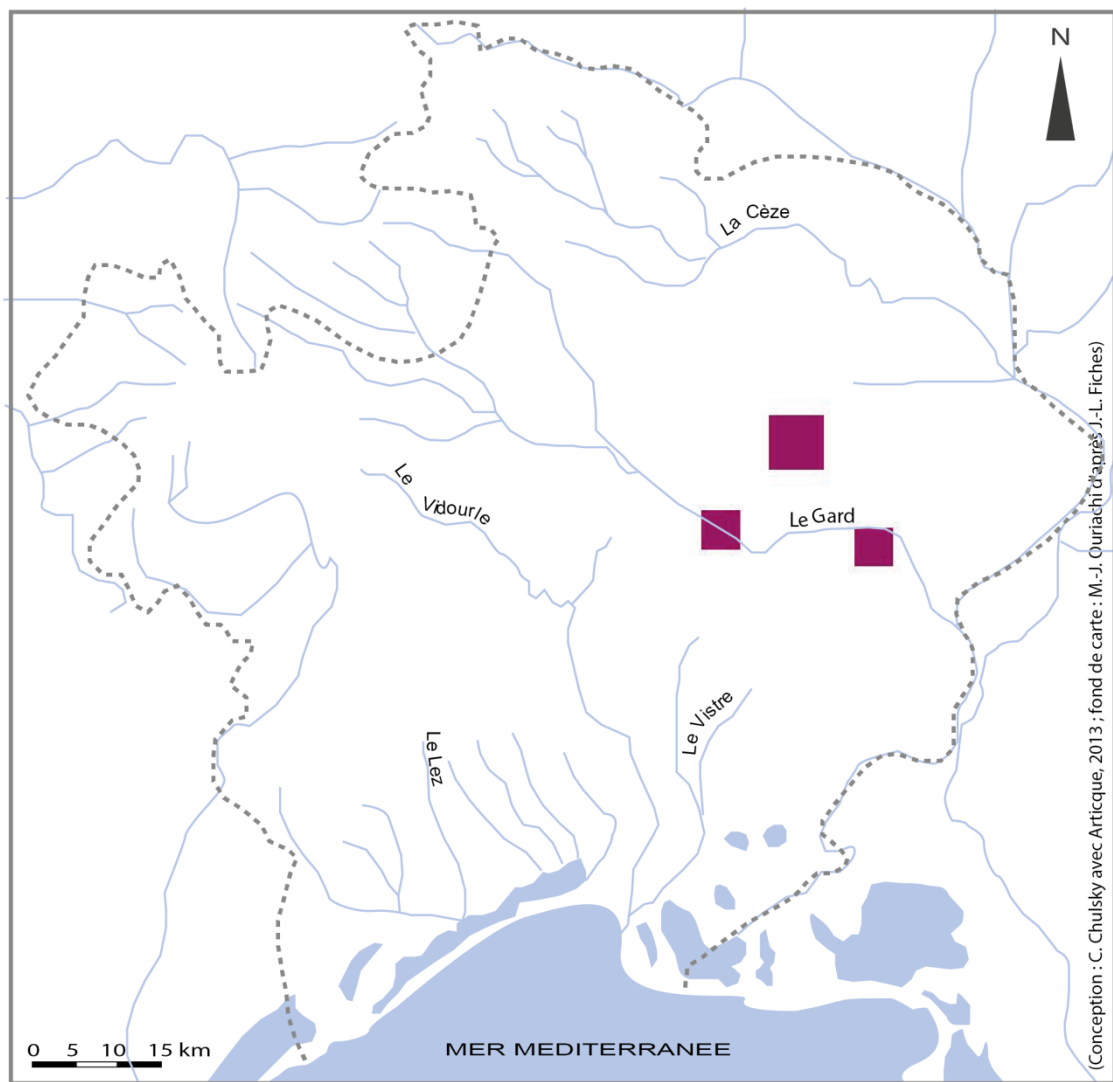 N
La Cèze
Le
Vidourle
Le Gard
Le Vistre
Le Lez
0 5 10 15 km
MER MEDITERRANEE
(Conception : C. Chulsky avec Articque, 2013 ; fond de carte : M.-J. Ouriachi d'après J.-L. Fiches)